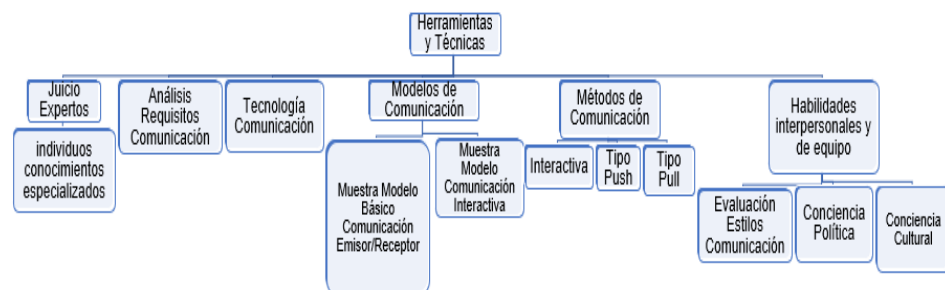 Herramientas
y Técnicas
Juicio
Expertos
Análisis
Requisitos
Comunicación
Tecnología
Comunicación
Modelos de
Comunicación
Métodos de
Comunicación
Habilidades
interpersonales y
de equipo
individuos
conocimientos
especializados
Muestra Modelo
Básico
Comunicación
Emisor/Receptor
Muestra
Modelo
Comunicación
Interactiva
Interactiva
Tipo
Push
Tipo
Pull
Evaluación
Estilos
Comunicación
Conciencia
Política
Conciencia
Cultural